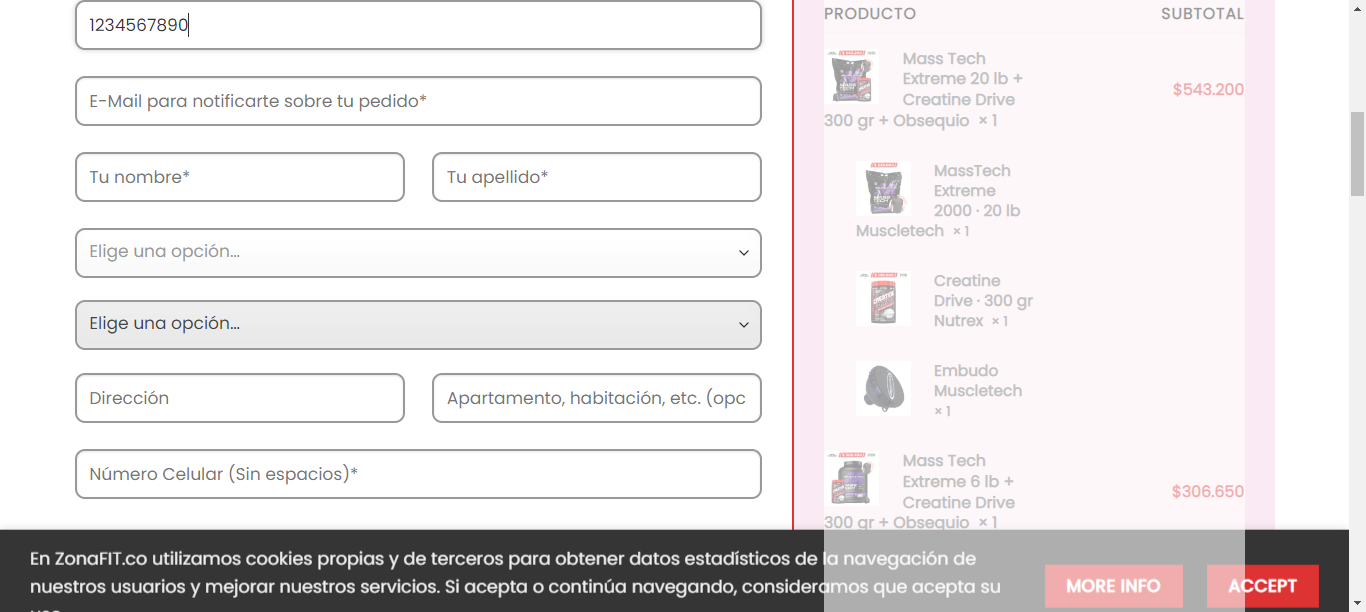 1234567890
E-Mail para notificarte sobre tu pedido*
Tu nombre*
Tu apellido*
Elige una opción...
Elige una opción...
Dirección
Apartamento, habitación, etc. (opc
Número Celular (Sin espacios)*
PRODUCTO
SUBTOTAL
Mass Tech
Extreme 20 lb +
Creatine Drive
300 gr + Obsequio × 1
$543.200
MassTech
Extreme
2000 · 20 lb
Muscletech × 1
Creatine
Drive · 300 gr
Nutrex × 1
Embudo
Muscletech
× 1
Mass Tech
Extreme 6 lb +
Creatine Drive
300 gr + Obsequio × 1
$306.650
En ZonaFIT.co utilizamos cookies propias y de terceros para obtener datos estadísticos de la navegación de
nuestros usuarios y mejorar nuestros servicios. Si acepta o continúa navegando, consideramos que acepta su
MORE INFO
ACCEPT